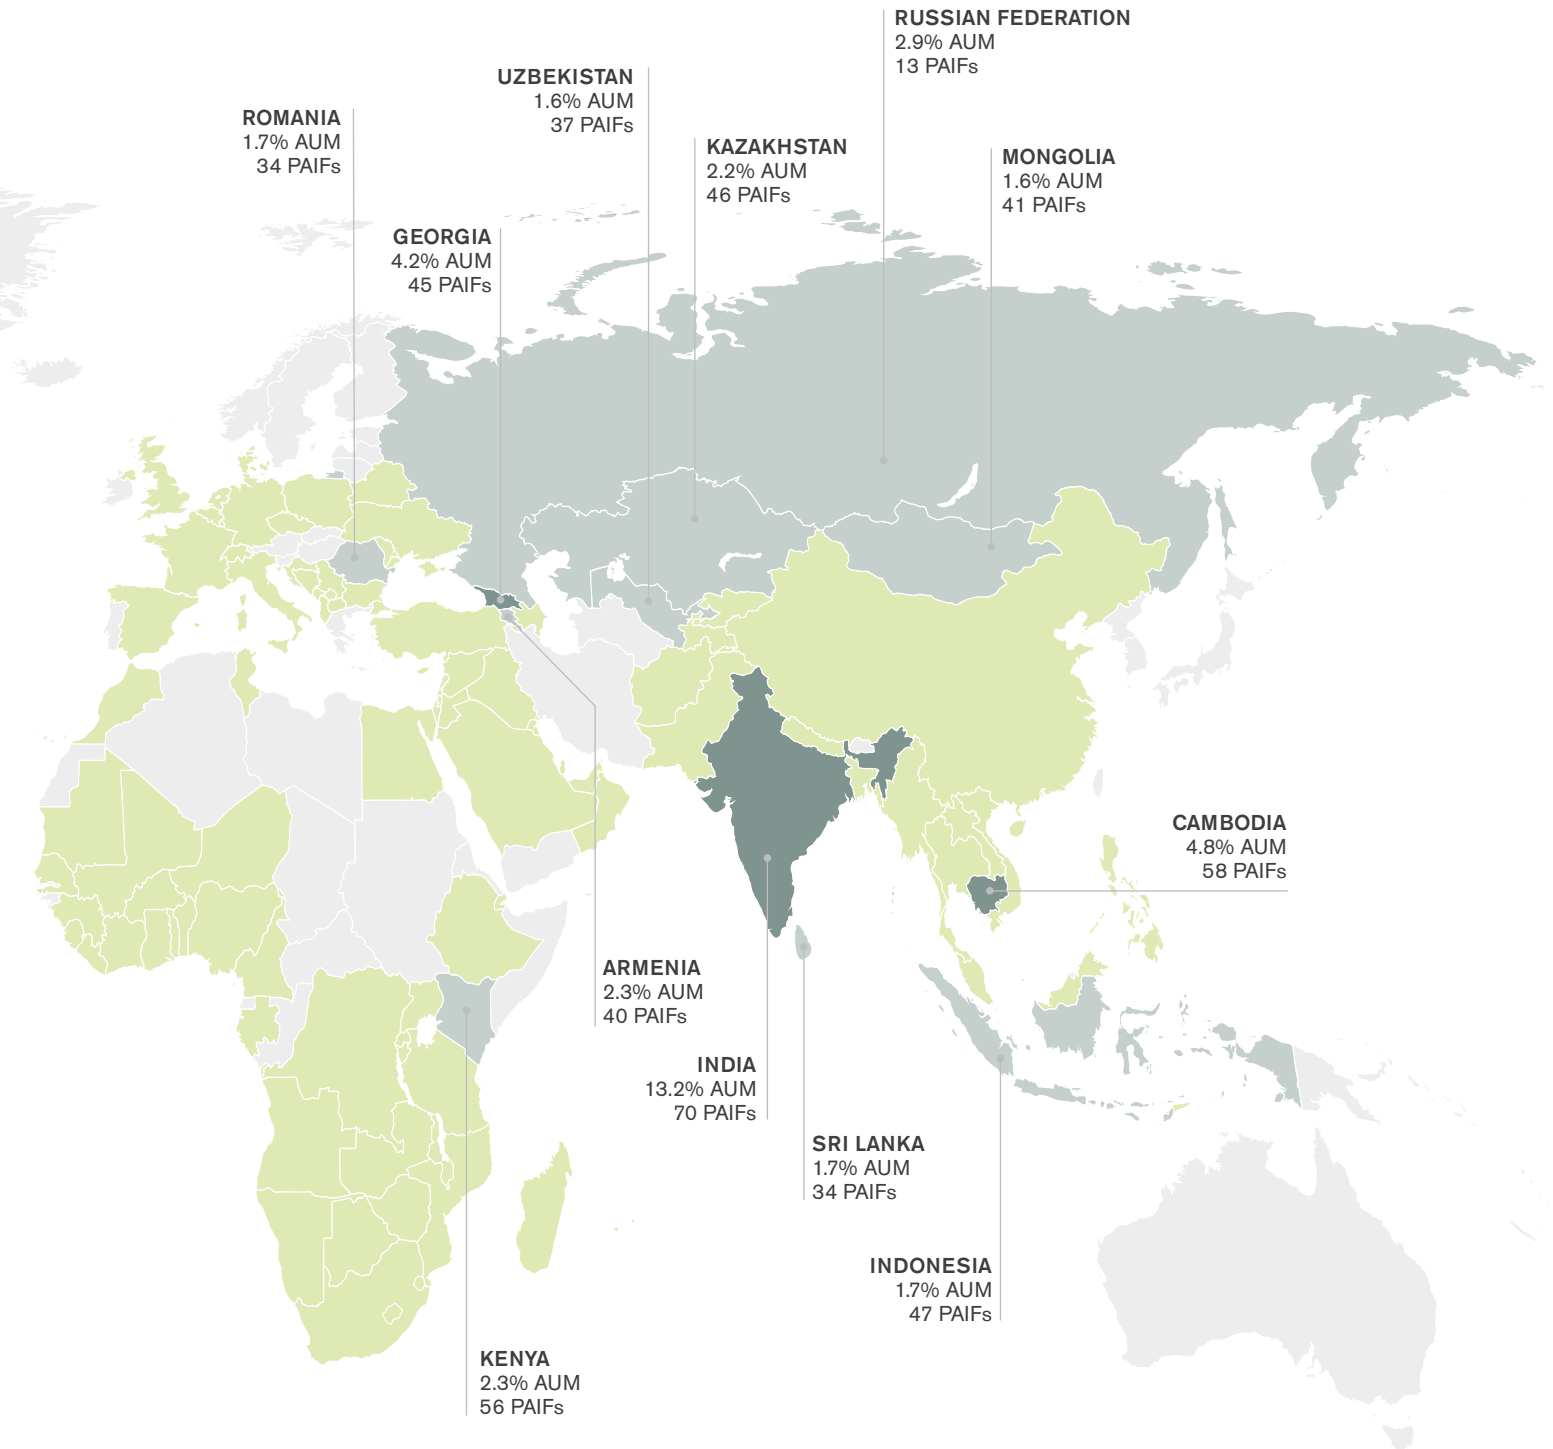 RUSSIAN FEDERATION
2.9% AUM
13 PAIFs
UZBEKISTAN
1.6% AUM
37 PAIFs
ROMANIA
1.7% AUM
34 PAIFs
KAZAKHSTAN
2.2% AUM
46 PAIFs
MONGOLIA
1.6% AUM
41 PAIFs
GEORGIA
4.2% AUM
45 PAIFs
CAMBODIA
4.8% AUM
58 PAIFs
ARMENIA
2.3% AUM
40 PAIFs
INDIA
13.2% AUM
70 PAIFs
SRI LANKA
1.7% AUM
34 PAIFs
INDONESIA
1.7% AUM
47 PAIFs
KENYA
2.3% AUM
56 PAIFs